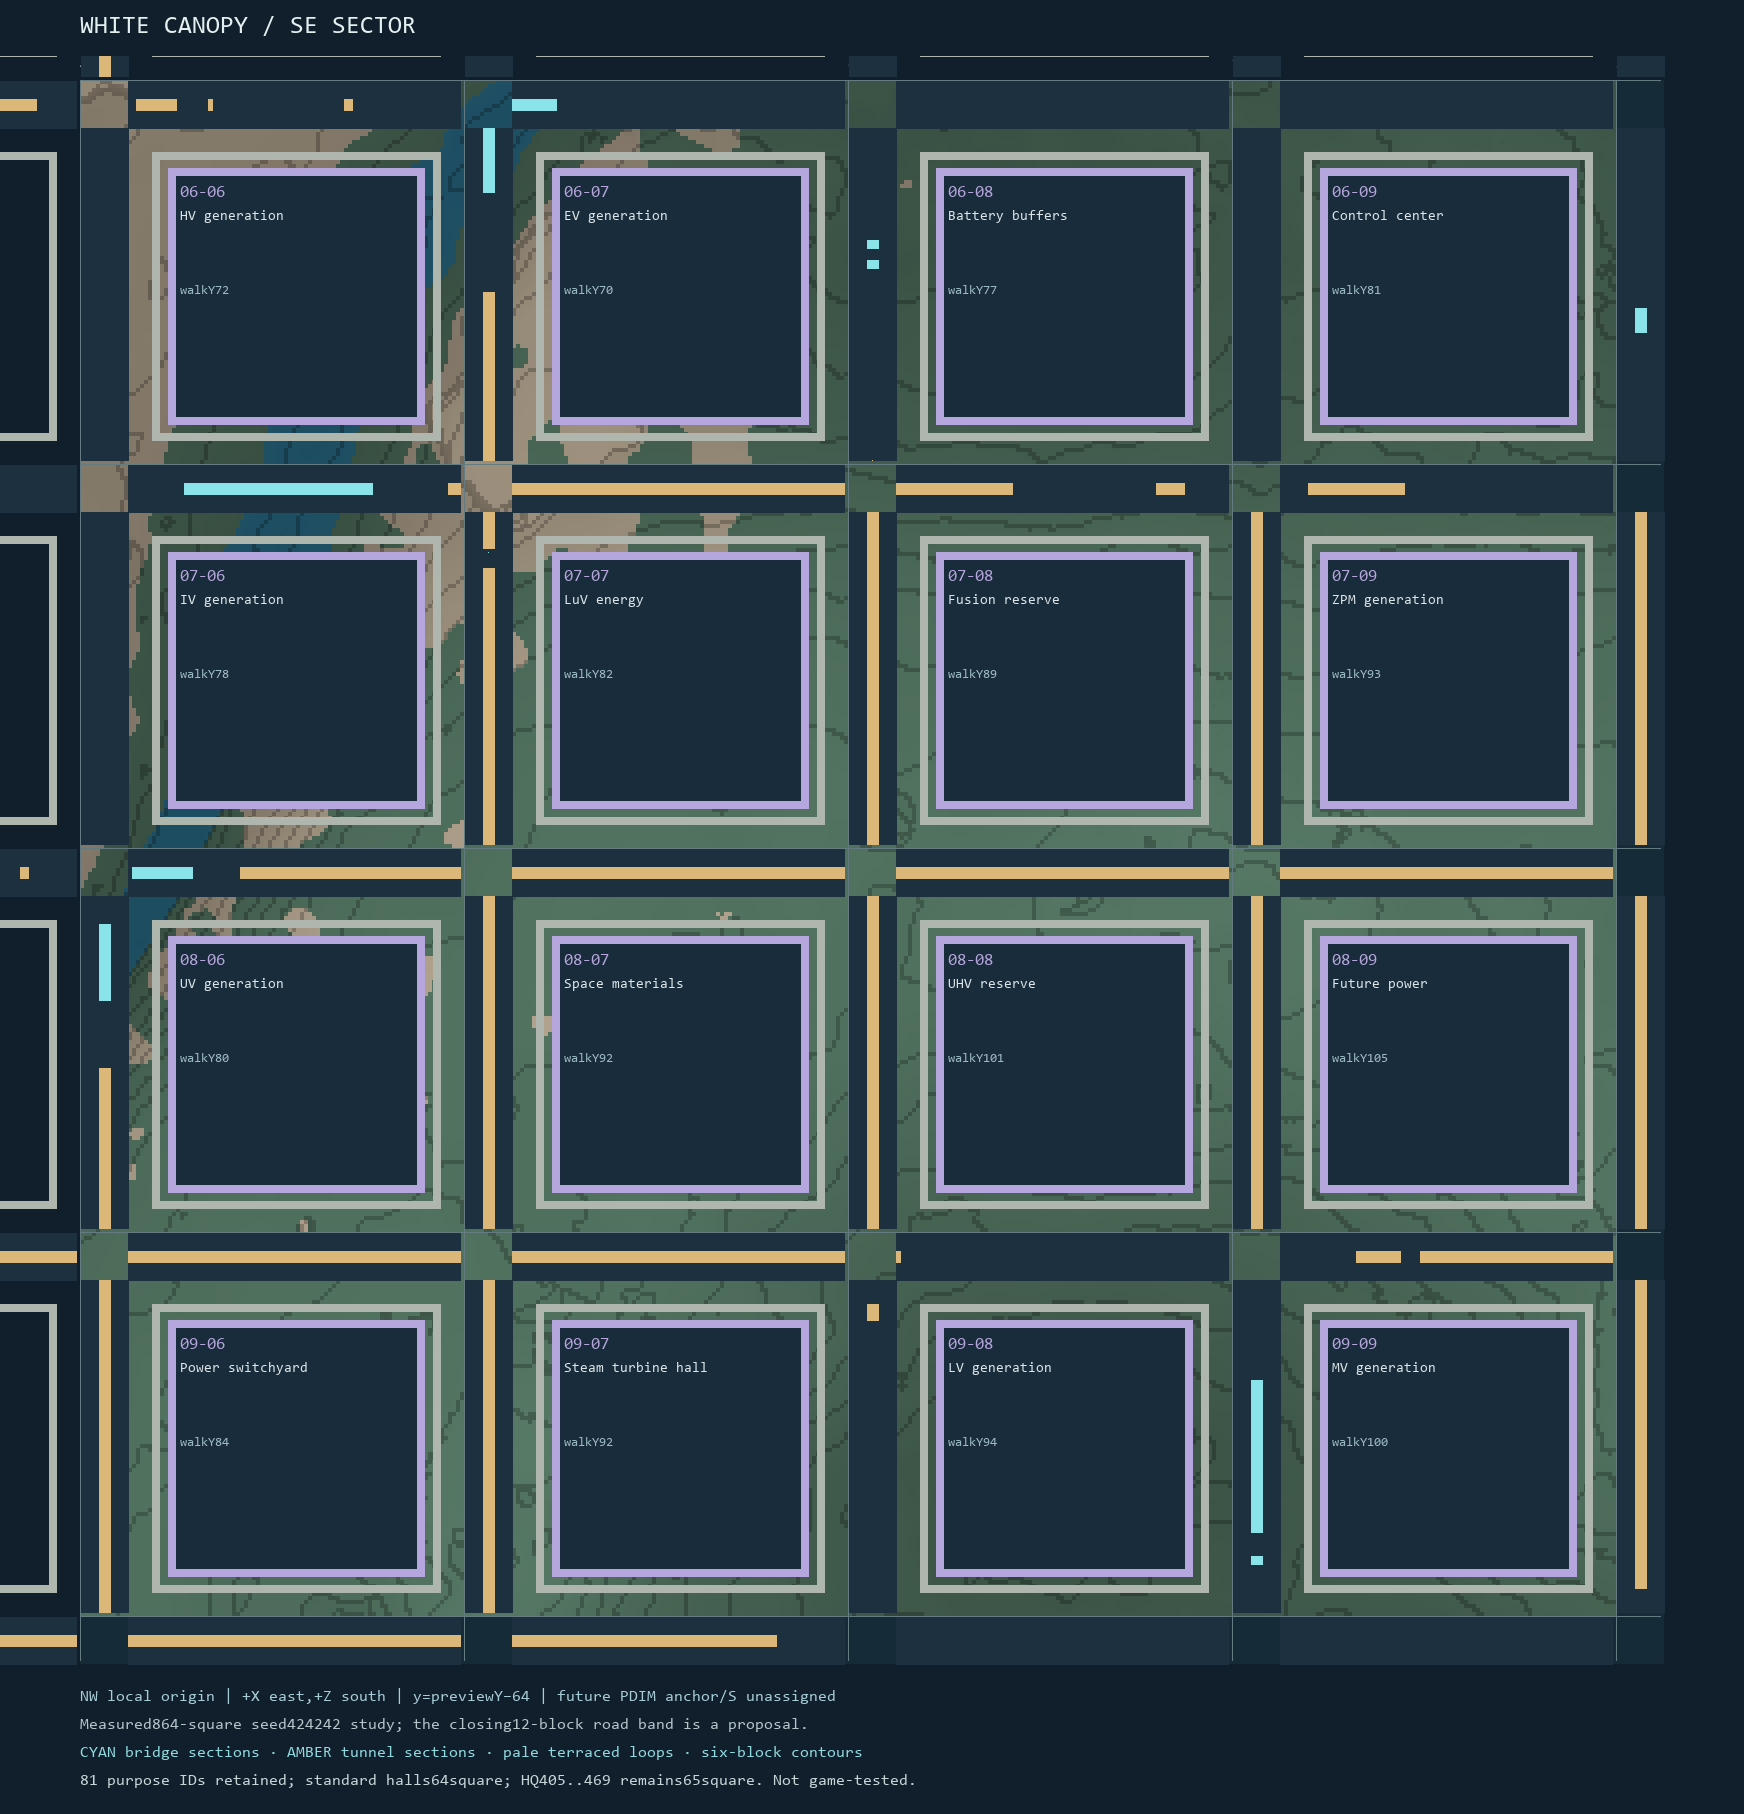 WHITE CANOPY / SE SECTOR
06-06
HV generation
walkY72
06-07
EV generation
walkY70
06-08
Battery buffers
walkY77
06-09
Control center
walkY81
07-06
IV generation
walkY78
07-07
LuV energy
walkY82
07-08
Fusion reserve
walkY89
07-09
ZPM generation
walkY93
08-06
UV generation
walkY80
08-07
Space materials
walkY92
08-08
UHV reserve
walkY101
08-09
Future power
walkY105
09-06
Power switchyard
walkY84
09-07
Steam turbine hall
walkY92
09-08
LV generation
walkY94
09-09
MV generation
walkY100
NW local origin | +X east,+Z south | y=previewY−64 | future PDIM anchor/S unassigned
Measured864-square seed424242 study; the closing12-block road band is a proposal.
CYAN bridge sections · AMBER tunnel sections · pale terraced loops · six-block contours
81 purpose IDs retained; standard halls64square; HQ405..469 remains65square. Not game-tested.